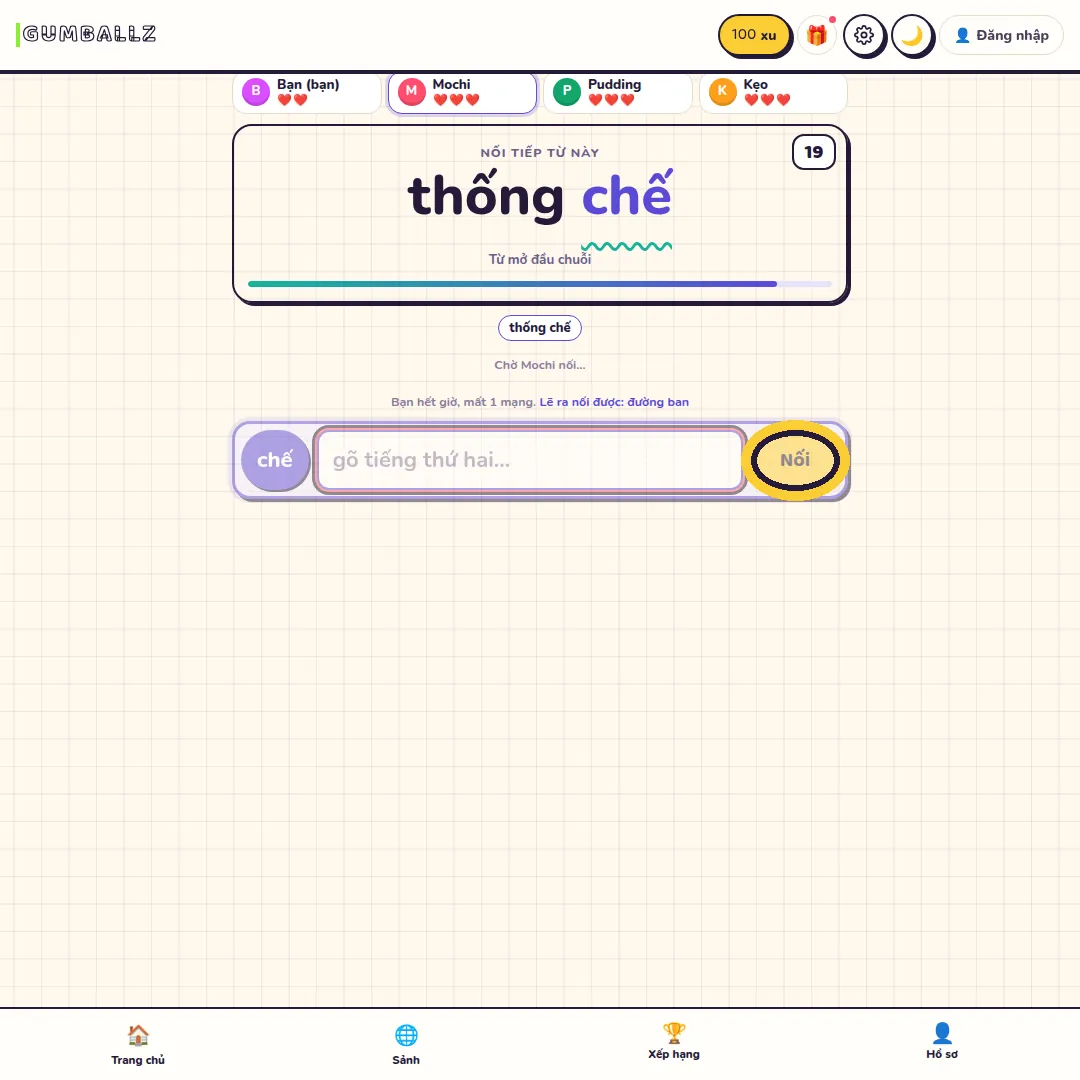 GUMBALLZ
100 xu
Đăng nhập
B Bạn (bạn)
M Mochi
P Pudding
K Kẹo
NỐI TIẾP TỪ NÀY
19
thống chế
Từ mở đầu chuỗi
thống chế
Chờ Mochi nối...
Bạn hết giờ, mất 1 mạng. Lẽ ra nối được: đường ban
chế
gõ tiếng thứ hai...
Nối
Trang chủ
Sảnh
Xếp hạng
Hồ sơ